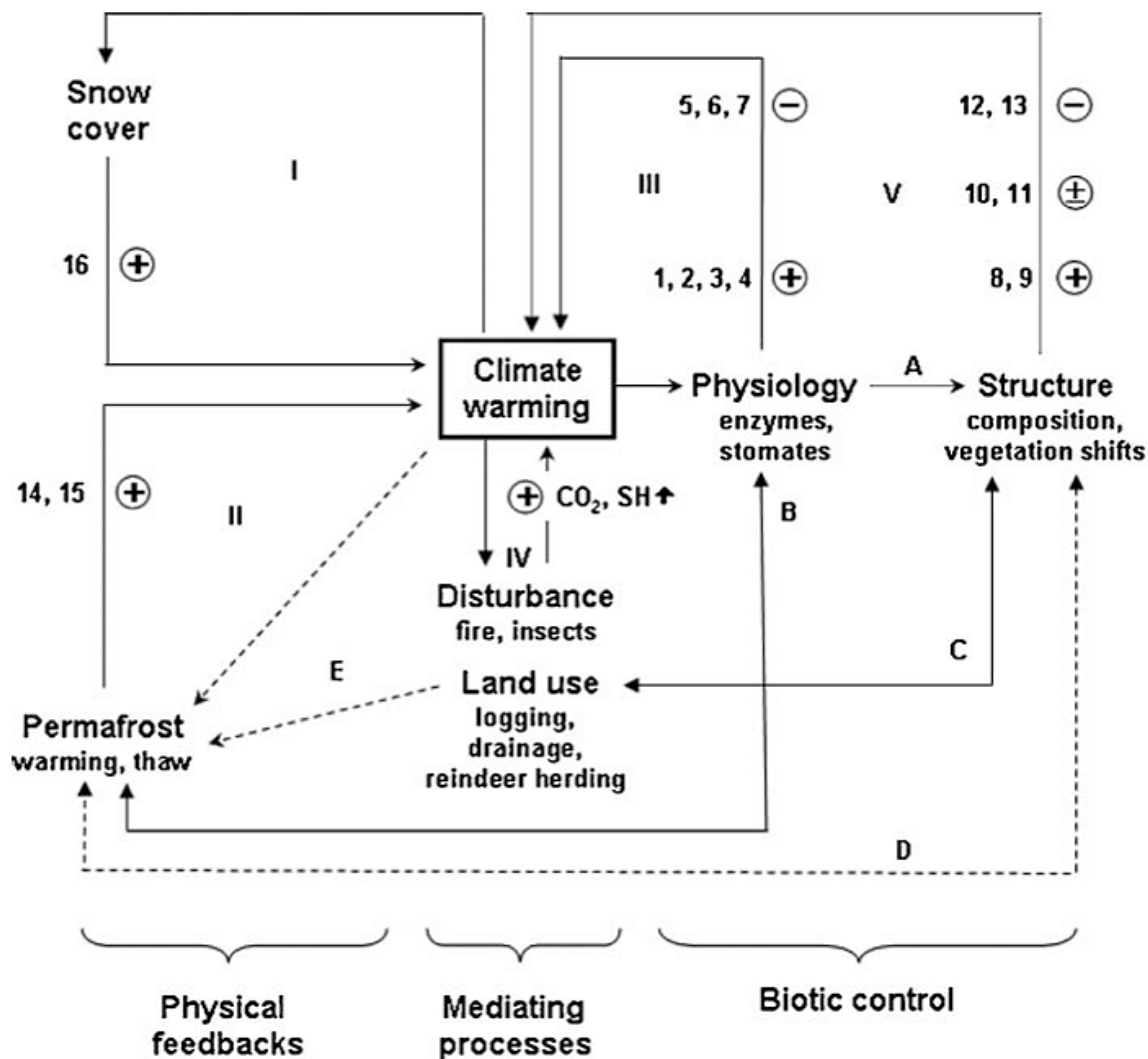 Snow
cover
I
16 +
5, 6, 7 −
12, 13 −
III
V
10, 11 ±
1, 2, 3, 4 +
8, 9 +
Climate
warming
Physiology
enzymes,
stomates
A
Structure
composition,
vegetation shifts
14, 15 +
II
+ CO₂, SH↑
B
IV
Disturbance
fire, insects
E
C
Land use
logging,
drainage,
reindeer herding
Permafrost
warming, thaw
D
Physical
feedbacks
Mediating
processes
Biotic control